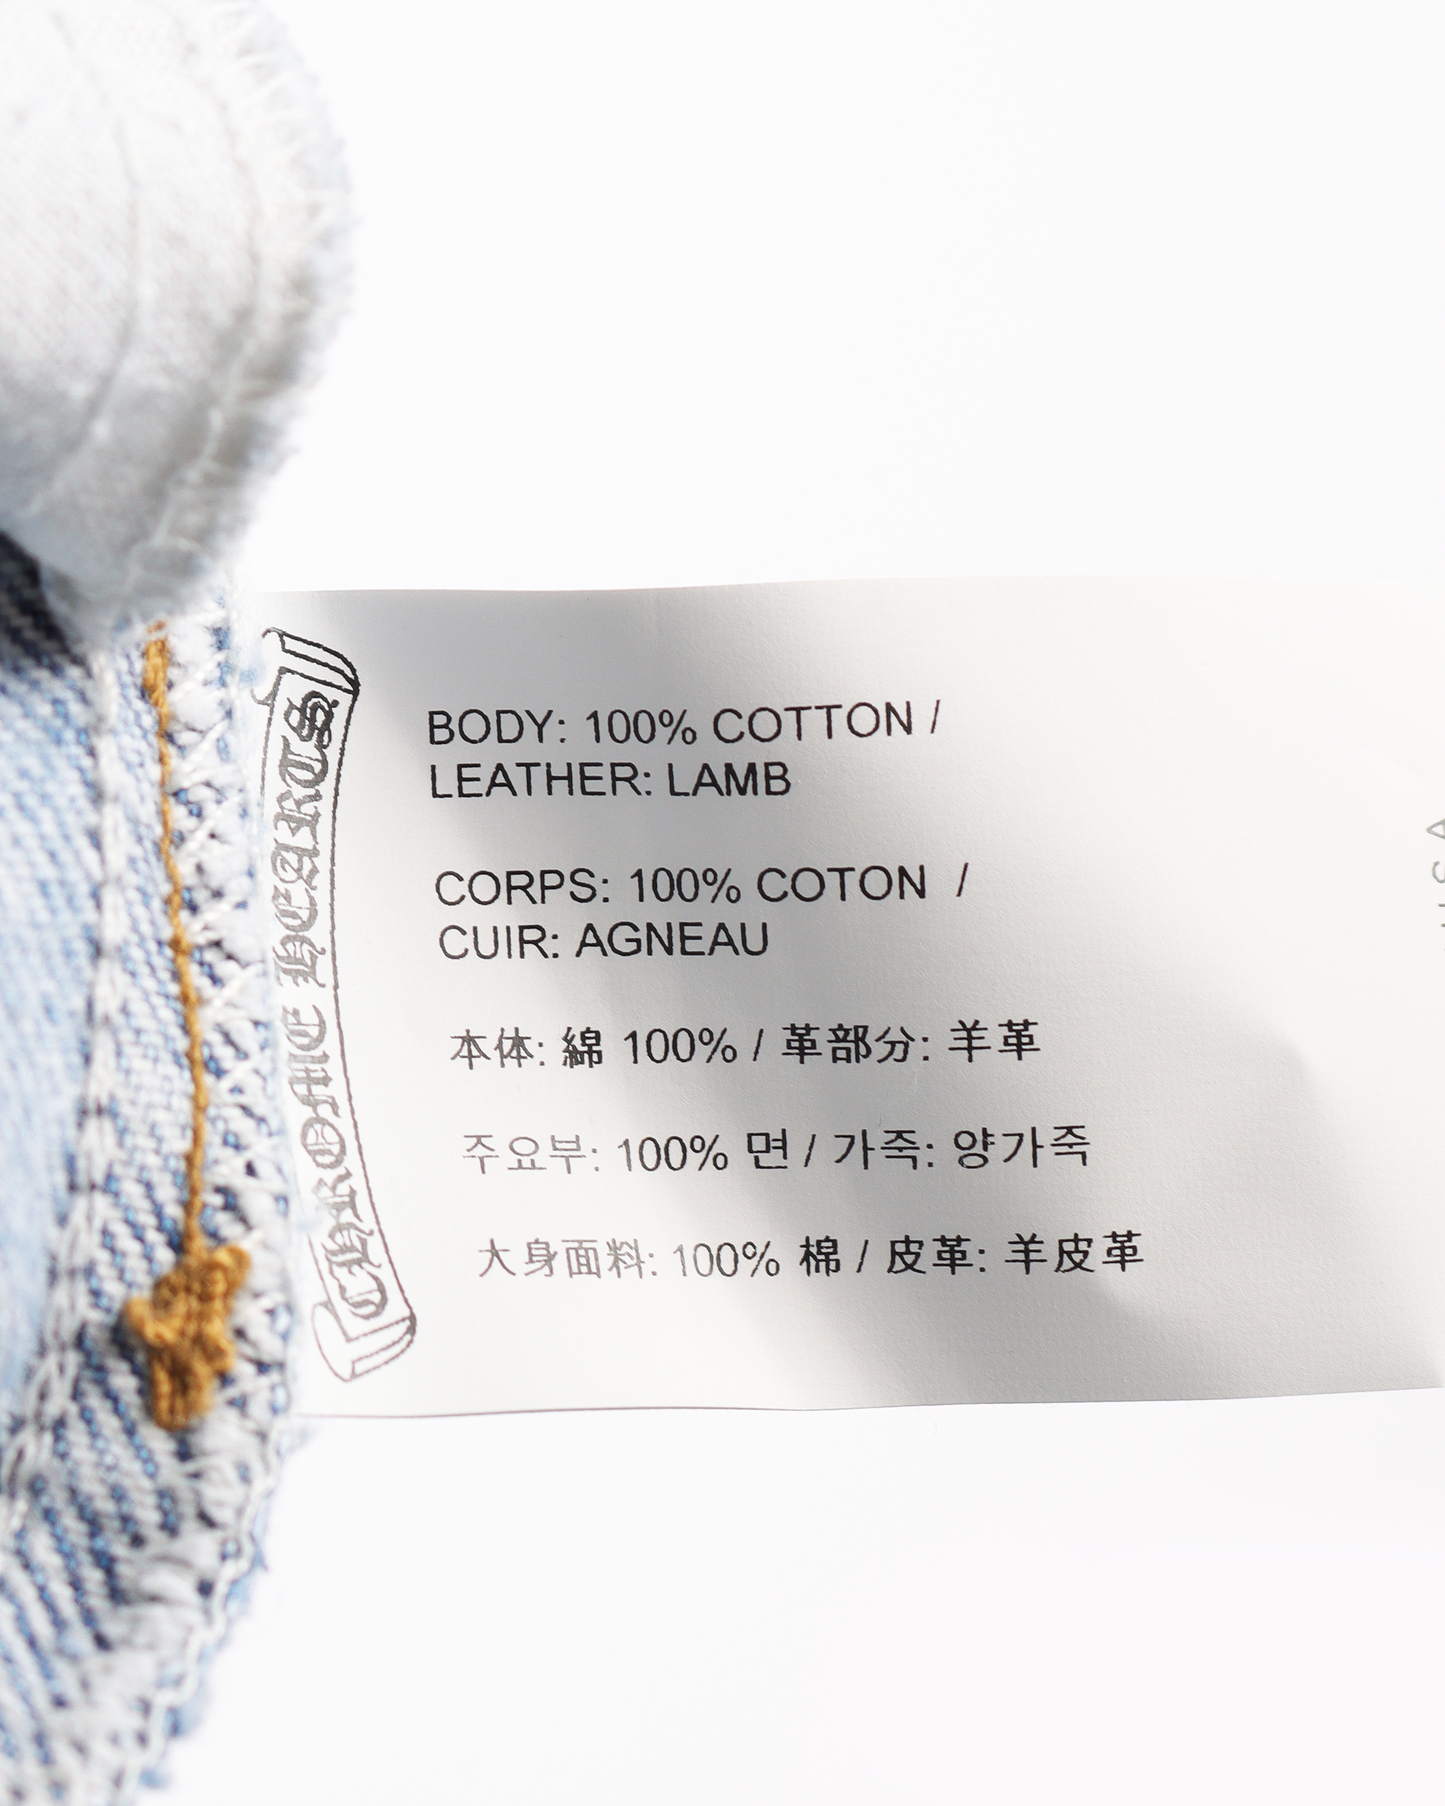 CHROME HEARTS
BODY: 100% COTTON /
LEATHER: LAMB
CORPS: 100% COTON /
CUIR: AGNEAU
本体: 綿 100% / 革部分: 羊革
주요부: 100% 면 / 가죽: 양가죽
大身面料: 100% 棉 / 皮革: 羊皮革